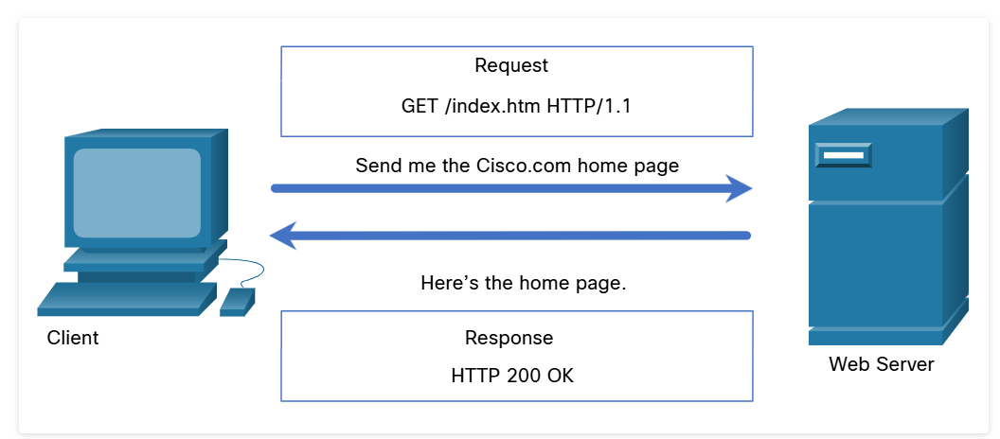 Request
GET /index.htm HTTP/1.1
Send me the Cisco.com home page
Here’s the home page.
Response
HTTP 200 OK
Client
Web Server